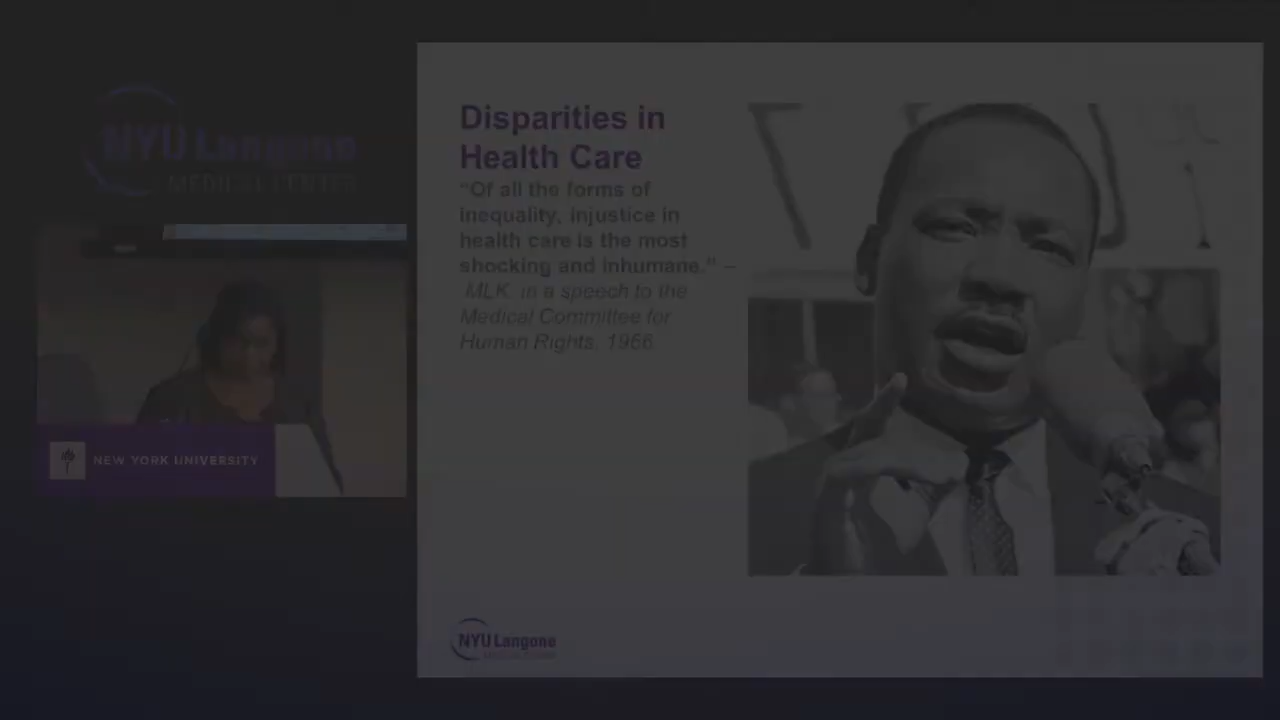 NYU Langone
MEDICAL CENTER
Disparities in
Health Care
“Of all the forms of
inequality, injustice in
health care is the most
shocking and inhumane.” –
MLK, in a speech to the
Medical Committee for
Human Rights, 1966
NEW YORK UNIVERSITY
NYU Langone
MEDICAL CENTER